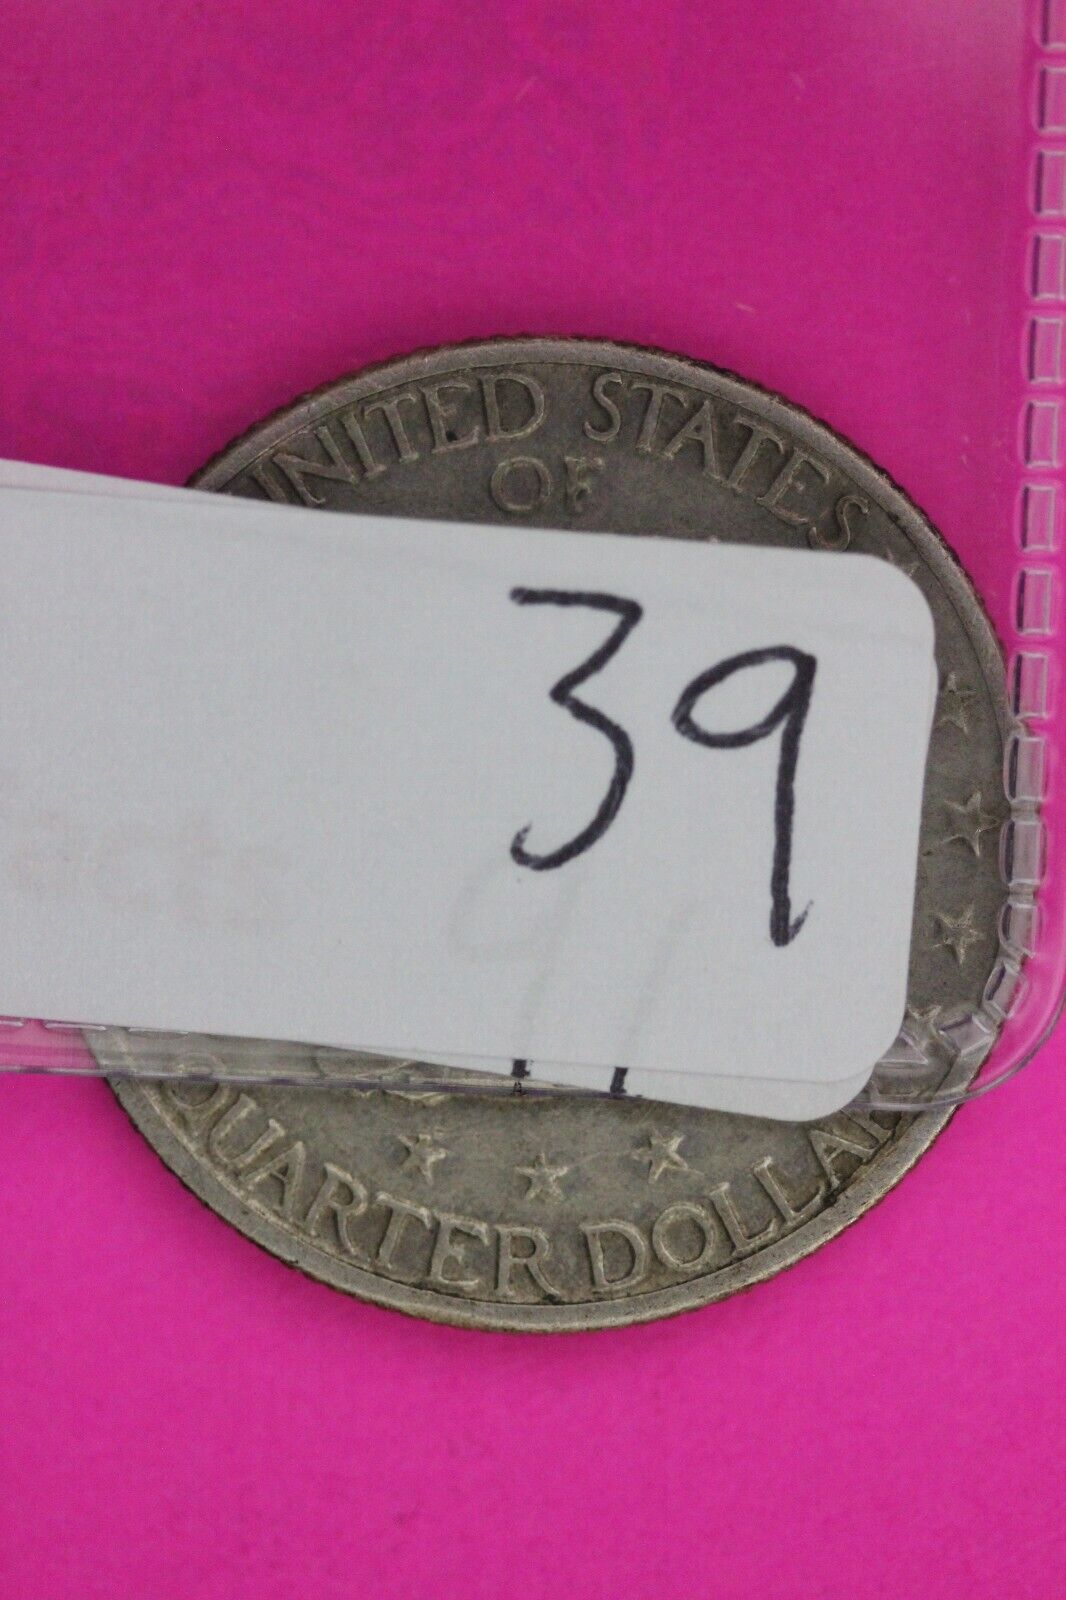 UNITED STATES
OF
39
QUARTER DOLLAR